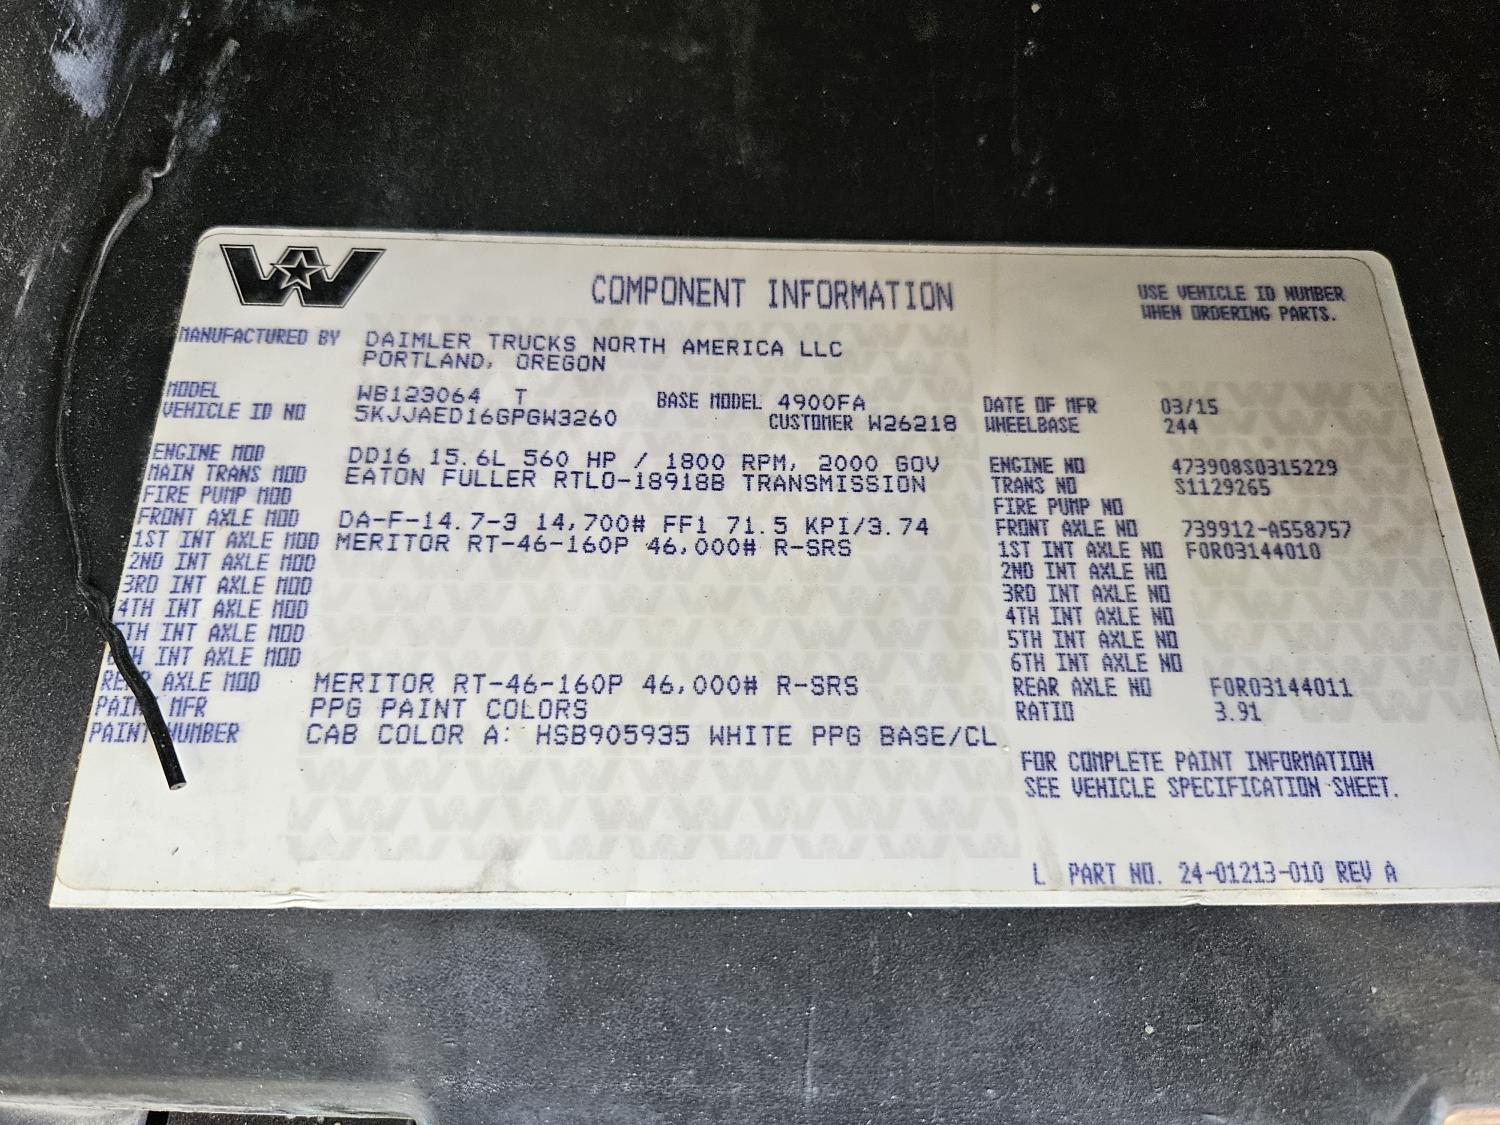 COMPONENT INFORMATION
USE VEHICLE ID NUMBER
WHEN ORDERING PARTS.
MANUFACTURED BY DAIMLER TRUCKS NORTH AMERICA LLC
PORTLAND, OREGON
MODEL WB123064 T BASE MODEL 4900FA DATE OF MFR 03/15
VEHICLE ID NO 5KJJAED16GPGW3260 CUSTOMER W26218 WHEELBASE 244
ENGINE MOD DD16 15.6L 560 HP / 1800 RPM, 2000 GOV ENGINE NO 473908S0315229
MAIN TRANS MOD EATON FULLER RTLO-18918B TRANSMISSION TRANS NO S1129265
FIRE PUMP MOD FIRE PUMP NO
FRONT AXLE MOD DA-F-14.7-3 14,700# FF1 71.5 KPI/3.74 FRONT AXLE NO 739912-A558757
1ST INT AXLE MOD MERITOR RT-46-160P 46,000# R-SRS 1ST INT AXLE NO FOR03144010
2ND INT AXLE MOD 2ND INT AXLE NO
3RD INT AXLE MOD 3RD INT AXLE NO
4TH INT AXLE MOD 4TH INT AXLE NO
5TH INT AXLE MOD 5TH INT AXLE NO
6TH INT AXLE MOD 6TH INT AXLE NO
REAR AXLE MOD MERITOR RT-46-160P 46,000# R-SRS REAR AXLE NO FOR03144011
PAINT MFR PPG PAINT COLORS RATIO 3.91
PAINT NUMBER CAB COLOR A: HSB905935 WHITE PPG BASE/CL
FOR COMPLETE PAINT INFORMATION
SEE VEHICLE SPECIFICATION SHEET.
L PART NO. 24-01213-010 REV A